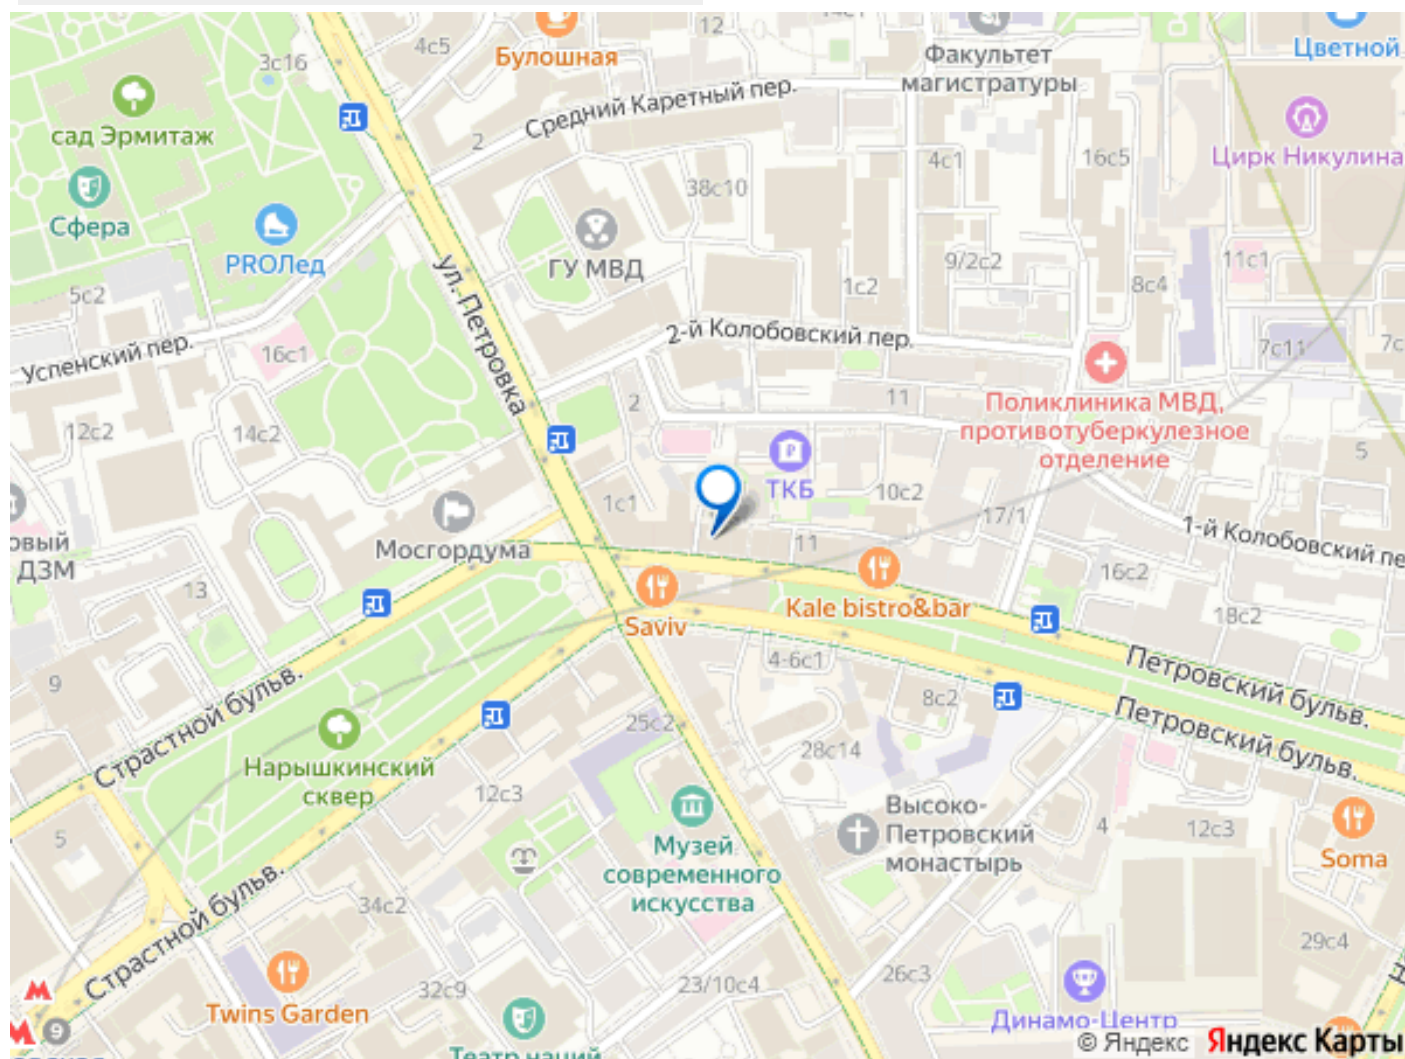 12
14с1
4с5
Булошная
3с16
Факультет
магистратуры
Цветной
сад Эрмитаж
Средний Каретный пер.
2
4с1
16с5
Цирк Никулина
38с10
Сфера
PROЛед
ГУ МВД
ул. Петровка
5с2
1с2
9/2с2
11с1
8с4
2-й Колобовский пер.
7с11
7с
Успенский пер.
16с1
2
11
Поликлиника МВД,
противотуберкулезное
отделение
12с2
14с2
5
ТКБ
10с2
1с1
17/1
1-й Колобовский пе
Мосгордума
овый
ДЗМ
11
13
16с2
Kale bistro&bar
Saviv
18с2
4-6с1
Петровский бульв.
9
Страстной бульв.
8с2
25с2
Петровский бульв.
28с14
Нарышкинский
сквер
12с3
Высоко-
Петровский
монастырь
4
12с3
5
Музей
современного
искусства
Soma
Страстной бульв.
34с2
29с4
26с3
23/10с4
32с9
Twins Garden
Динамо-Центр
9
Театр наций
© Яндекс Яндекс Карты